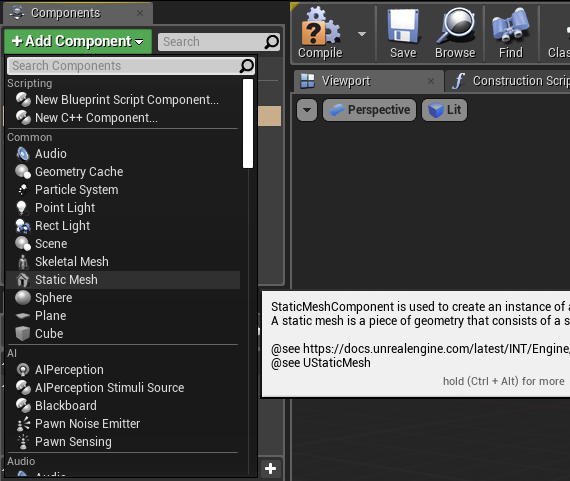 Components
+ Add Component
Search
Search Components
Scripting
New Blueprint Script Component...
New C++ Component...
Common
Audio
Geometry Cache
Particle System
Point Light
Rect Light
Scene
Skeletal Mesh
Static Mesh
Sphere
Plane
Cube
AI
AIPerception
AIPerception Stimuli Source
Blackboard
Pawn Noise Emitter
Pawn Sensing
Audio
Audio
Compile
Save
Browse
Find
Clas
Viewport
Construction Scrip
Perspective
Lit
StaticMeshComponent is used to create an instance of a
A static mesh is a piece of geometry that consists of a s
@see https://docs.unrealengine.com/latest/INT/Engine/
@see UStaticMesh
hold (Ctrl + Alt) for more